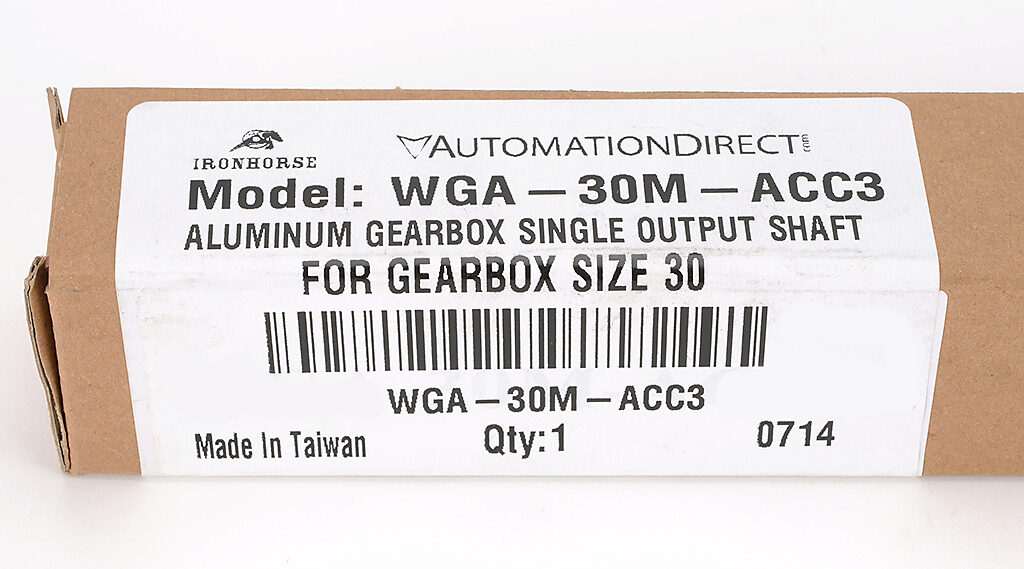 IRONHORSE
AUTOMATIONDIRECT.com
Model: WGA – 30M – ACC3
ALUMINUM GEARBOX SINGLE OUTPUT SHAFT
FOR GEARBOX SIZE 30
WGA – 30M – ACC3
Made In Taiwan Qty:1 0714